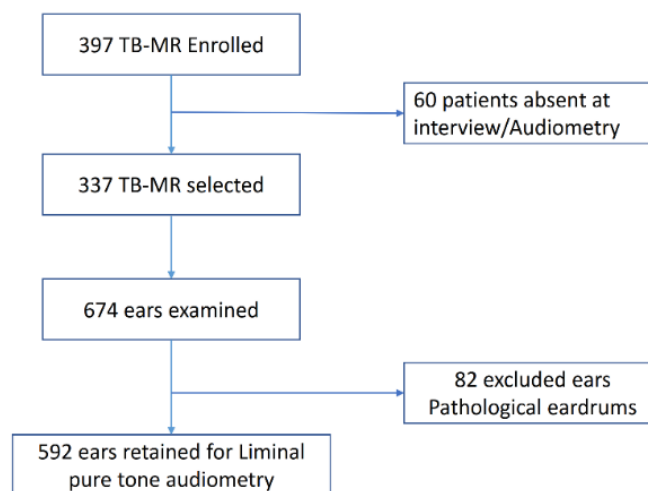 397 TB-MR Enrolled
60 patients absent at
interview/Audiometry
337 TB-MR selected
674 ears examined
82 excluded ears
Pathological eardrums
592 ears retained for Liminal
pure tone audiometry